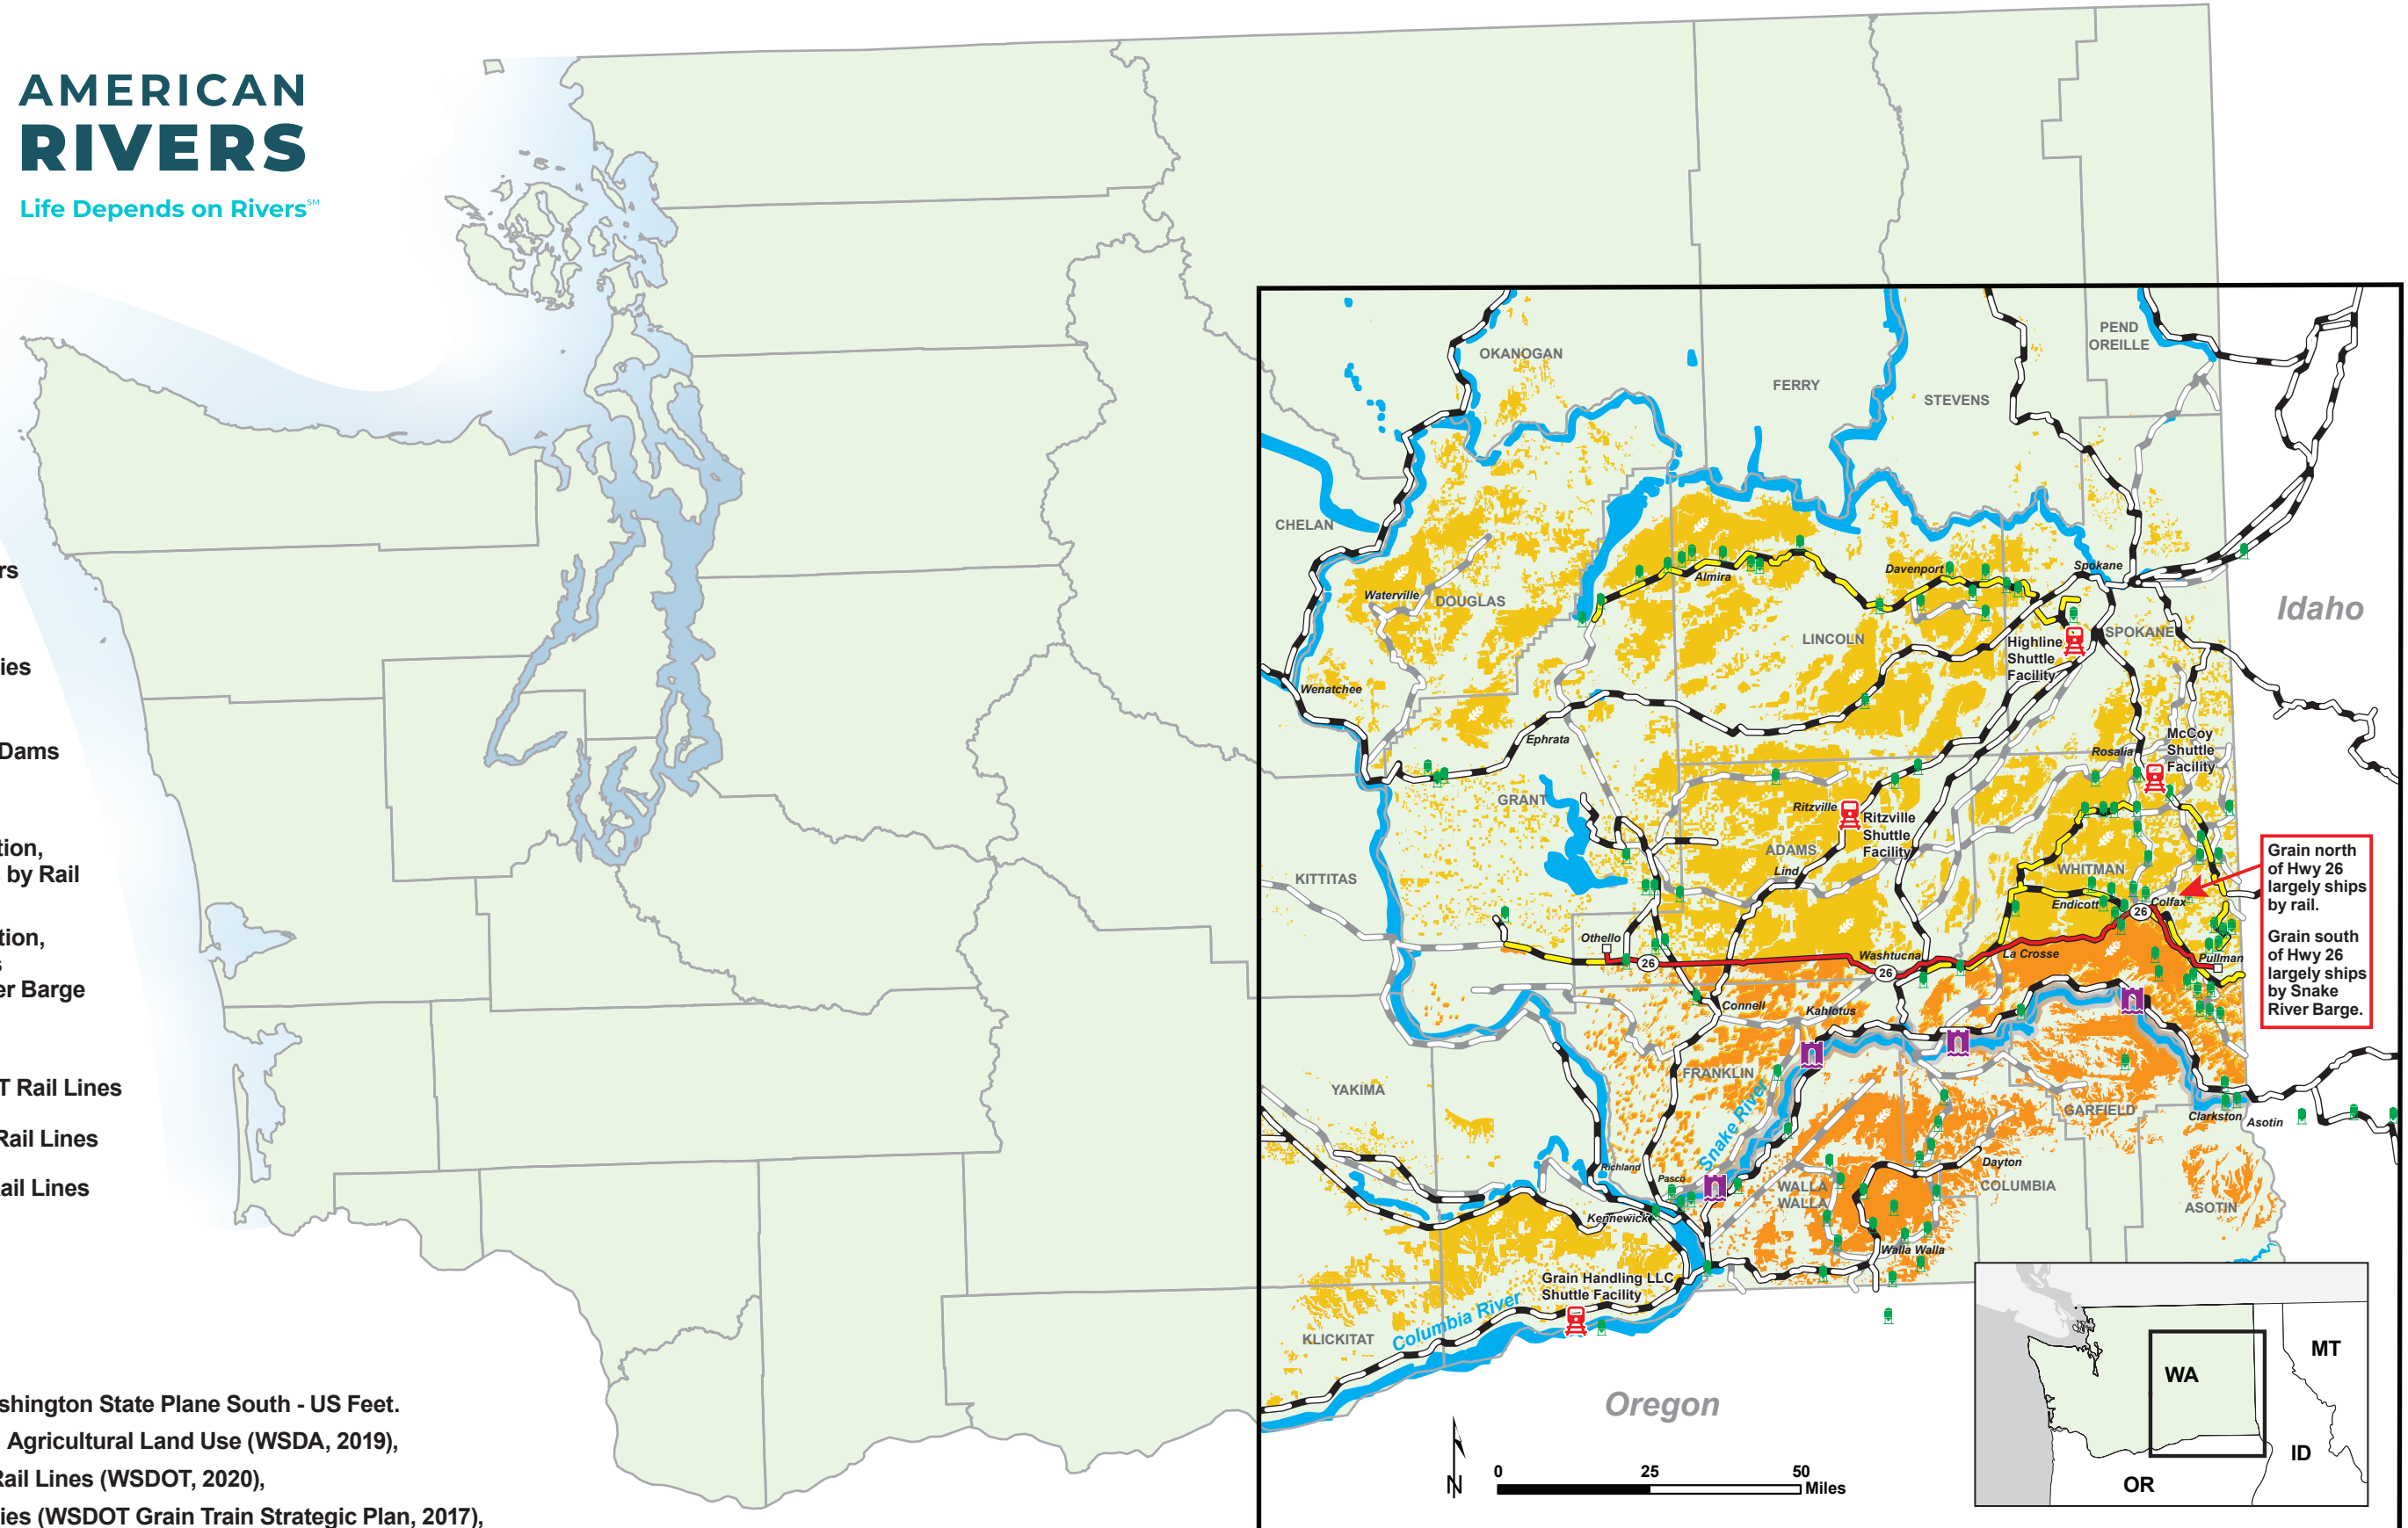 AMERICAN
RIVERS
Life Depends on Rivers℠
rs
ies
Dams
tion,
by Rail
tion,
s
er Barge
T Rail Lines
Rail Lines
ail Lines
shington State Plane South - US Feet.
Agricultural Land Use (WSDA, 2019),
Rail Lines (WSDOT, 2020),
ies (WSDOT Grain Train Strategic Plan, 2017),
OKANOGAN
FERRY
STEVENS
PEND
OREILLE
CHELAN
Waterville
DOUGLAS
Almira
Davenport
Spokane
Idaho
LINCOLN
Highline
Shuttle
Facility
SPOKANE
Wenatchee
Ephrata
Rosalia
McCoy
Shuttle
Facility
GRANT
Ritzville
Ritzville
Shuttle
Facility
ADAMS
Lind
KITTITAS
WHITMAN
Endicott
Colfax
26
Grain north
of Hwy 26
largely ships
by rail.
Grain south
of Hwy 26
largely ships
by Snake
River Barge.
Othello
26
Washtucna
26
La Crosse
Pullman
Connell
Kahlotus
YAKIMA
FRANKLIN
Snake River
GARFIELD
Clarkston
Asotin
Richland
Pasco
Kennewick
WALLA
WALLA
Dayton
COLUMBIA
ASOTIN
Walla Walla
Grain Handling LLC
Shuttle Facility
Columbia River
KLICKITAT
Oregon
N
0 25 50
Miles
WA
MT
ID
OR